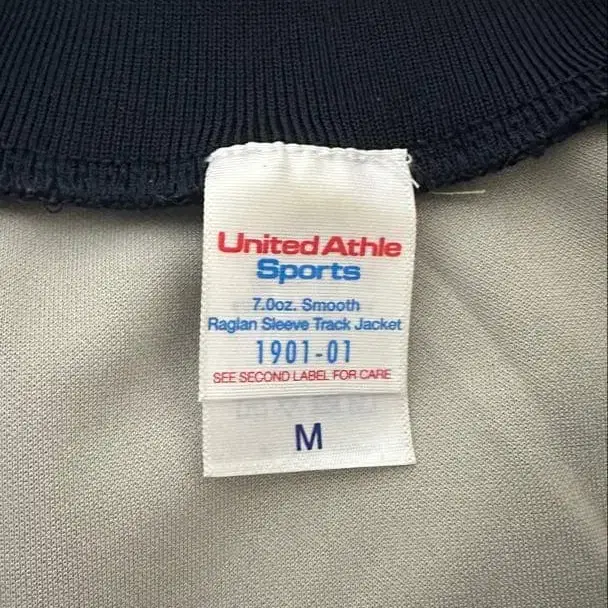 United Athle
Sports
7.0oz. Smooth
Raglan Sleeve Track Jacket
1901-01
SEE SECOND LABEL FOR CARE
M